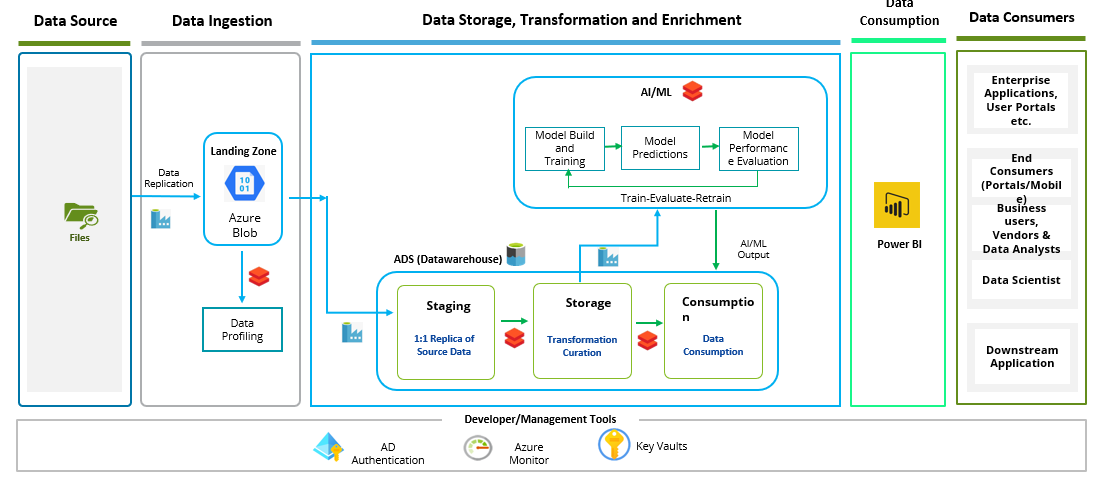 Data Source
Data Ingestion
Data Storage, Transformation and Enrichment
Data
Consumption
Data Consumers
Files
Data
Replication
Landing Zone
10
01
Azure
Blob
Data
Profiling
AI/ML
Model Build
and
Training
Model
Predictions
Model
Performanc
e Evaluation
Train-Evaluate-Retrain
AI/ML
Output
ADS (Datawarehouse)
Staging
1:1 Replica of
Source Data
Storage
Transformation
Curation
Consumptio
n
Data
Consumption
Power BI
Enterprise
Applications,
User Portals
etc.
End
Consumers
(Portals/Mobil
e)
Business
users,
Vendors &
Data Analysts
Data Scientist
Downstream
Application
Developer/Management Tools
AD
Authentication
Azure
Monitor
Key Vaults